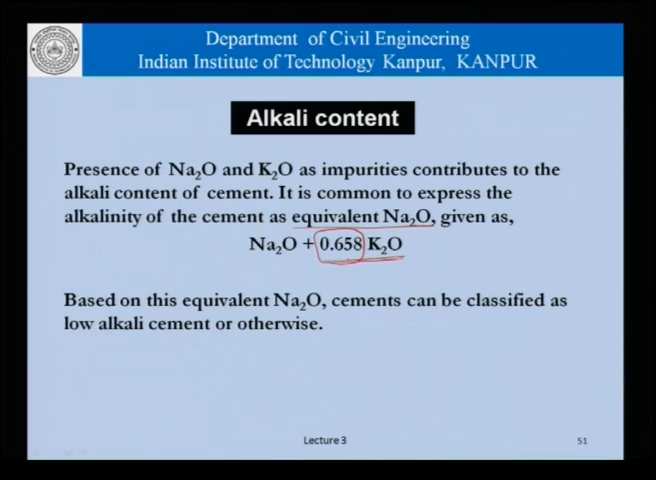 Department of Civil Engineering
Indian Institute of Technology Kanpur, KANPUR
Alkali content
Presence of Na₂O and K₂O as impurities contributes to the
alkali content of cement. It is common to express the
alkalinity of the cement as equivalent Na₂O, given as,
Na₂O + 0.658 K₂O
Based on this equivalent Na₂O, cements can be classified as
low alkali cement or otherwise.
Lecture 3
51